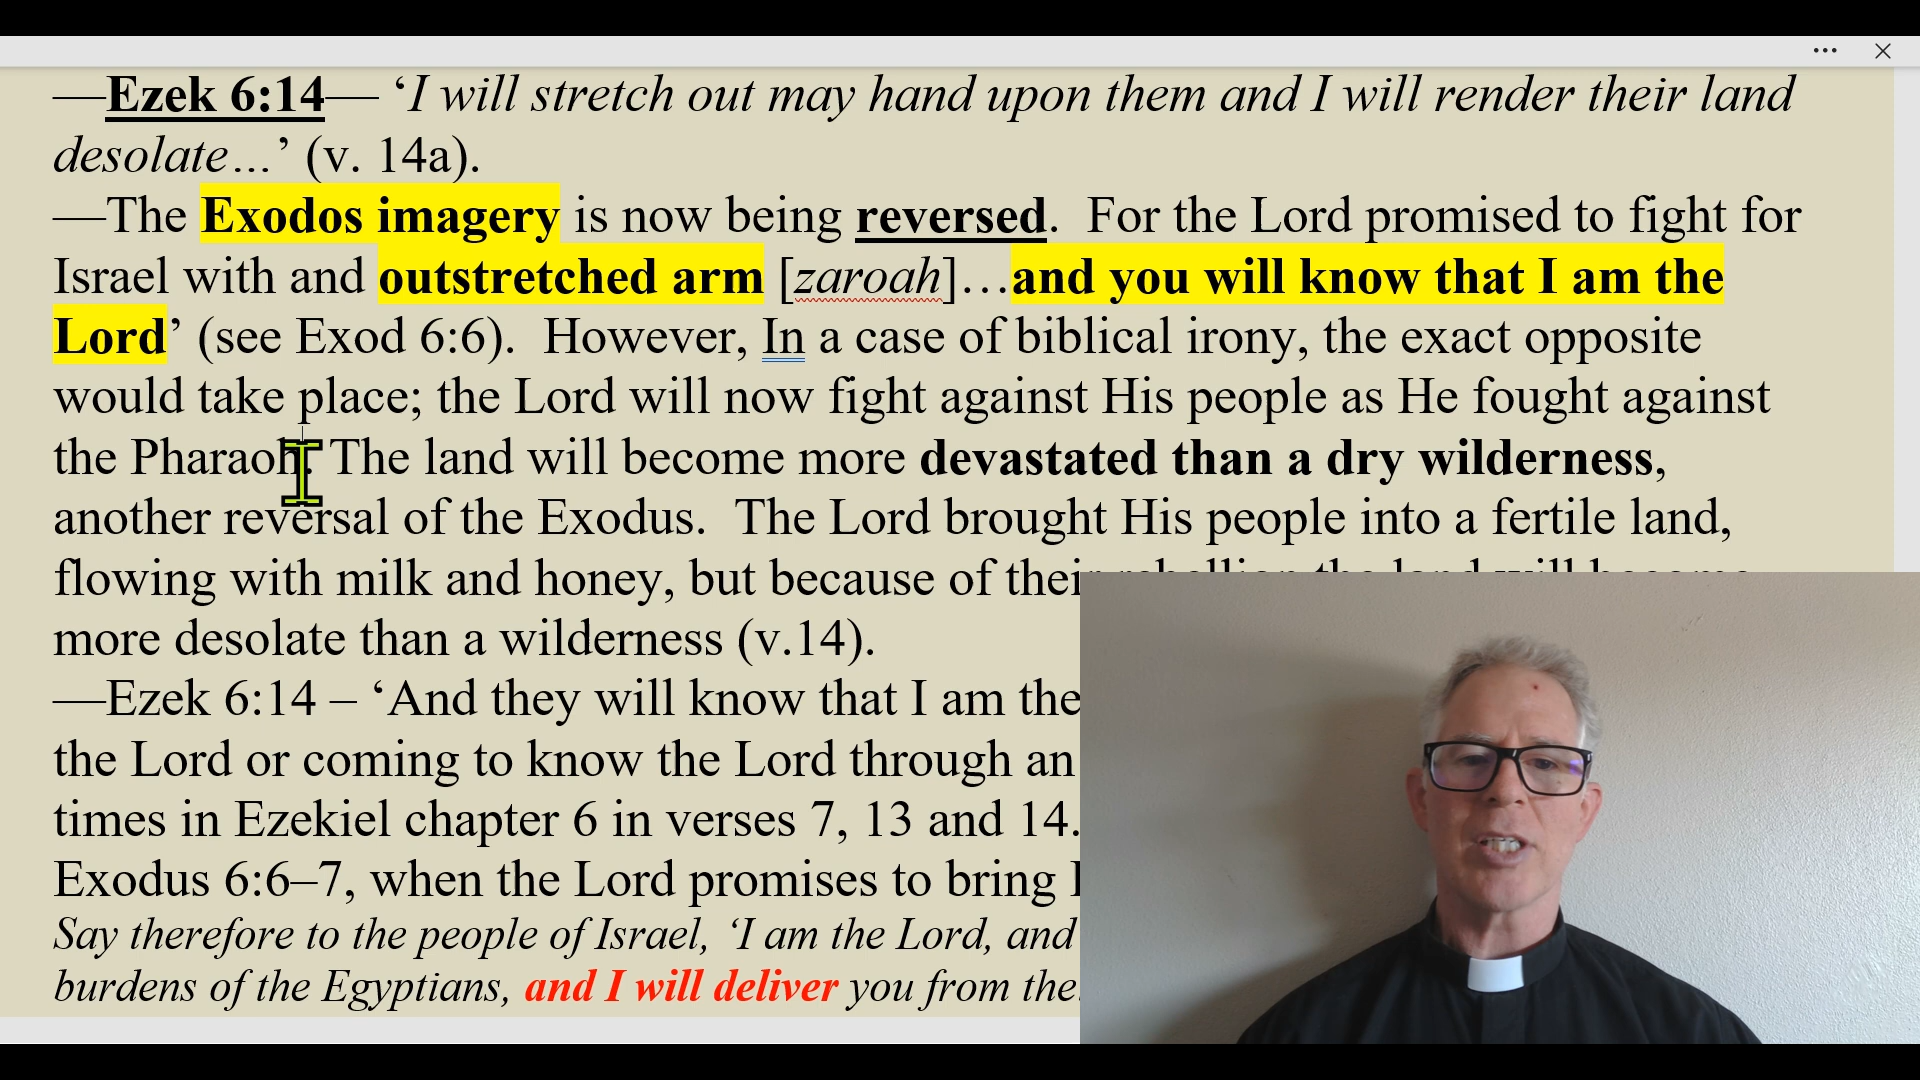 —Ezek 6:14— ‘I will stretch out may hand upon them and I will render their land
desolate…’ (v. 14a).
—The Exodos imagery is now being reversed.  For the Lord promised to fight for
Israel with and outstretched arm [zaroah]…and you will know that I am the
Lord’ (see Exod 6:6).  However, In a case of biblical irony, the exact opposite
would take place; the Lord will now fight against His people as He fought against
the Pharaoh. The land will become more devastated than a dry wilderness,
another reversal of the Exodus.  The Lord brought His people into a fertile land,
flowing with milk and honey, but because of their rebellion the land will become
more desolate than a wilderness (v.14).
—Ezek 6:14 – ‘And they will know that I am the
the Lord or coming to know the Lord through an
times in Ezekiel chapter 6 in verses 7, 13 and 14.
Exodus 6:6–7, when the Lord promises to bring
Say therefore to the people of Israel, ‘I am the Lord, and
burdens of the Egyptians, and I will deliver you from